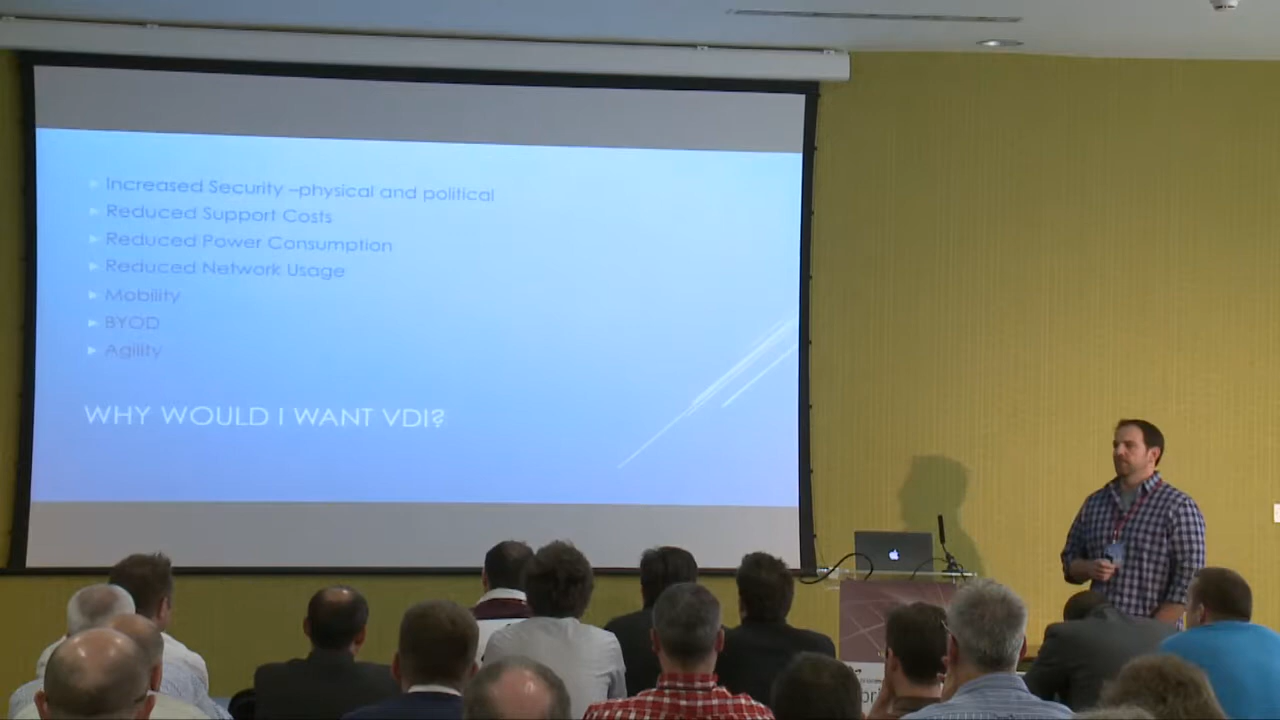 Increased Security –physical and political
Reduced Support Costs
Reduced Power Consumption
Reduced Network Usage
Mobility
BYOD
Agility
WHY WOULD I WANT VDI?